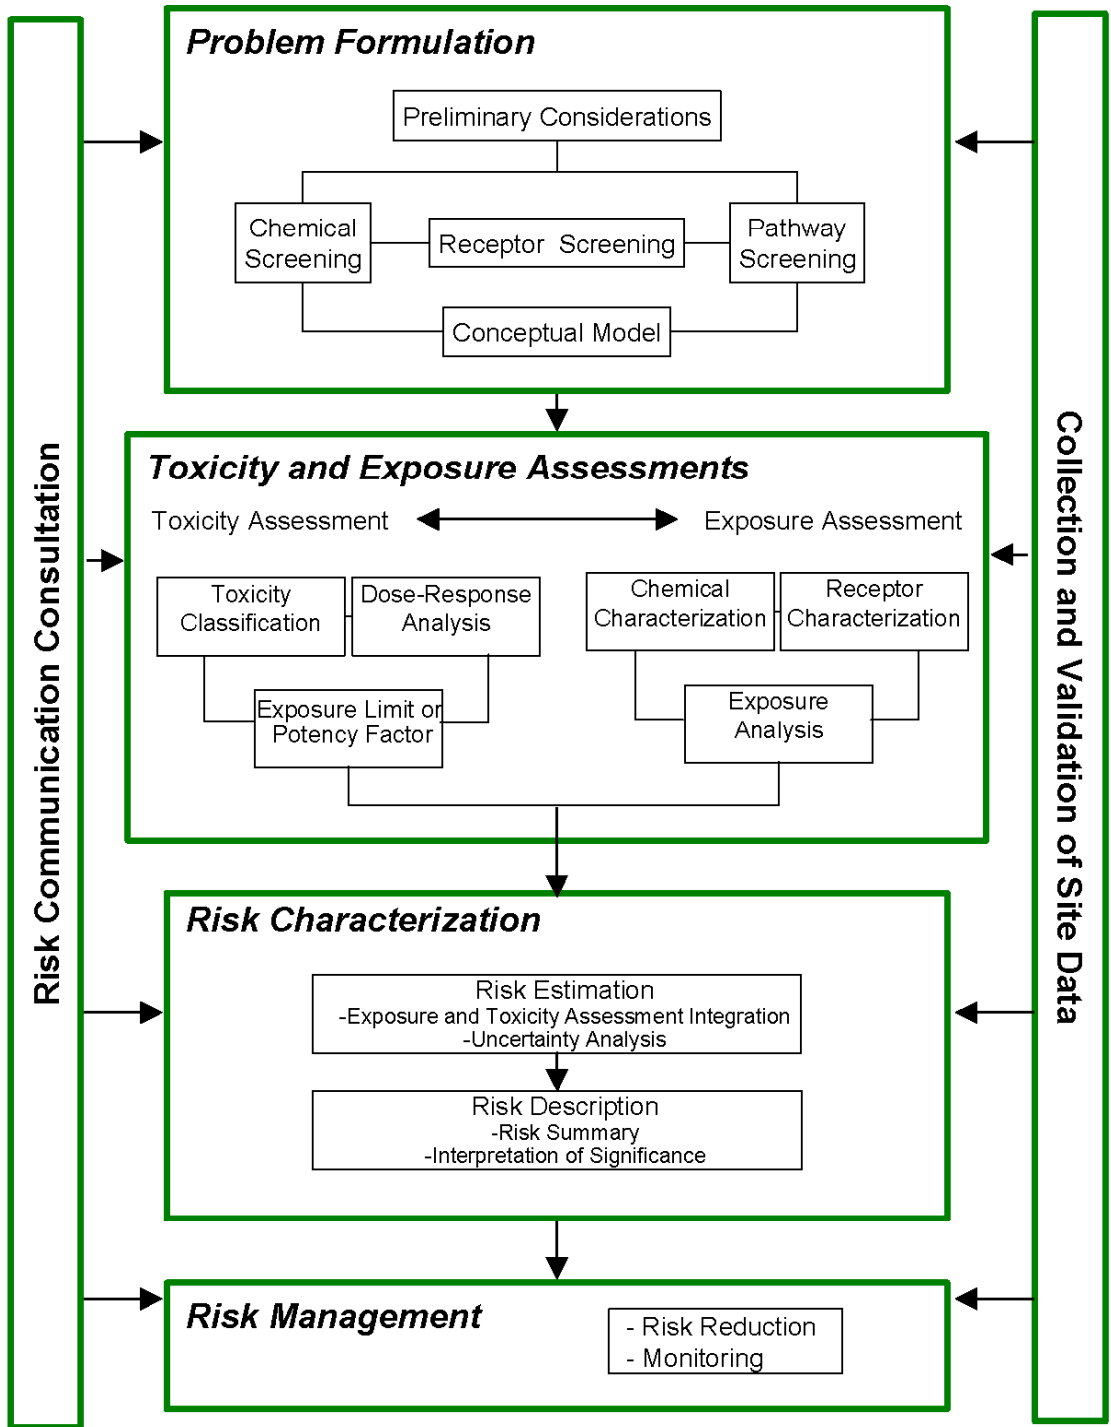 Problem Formulation
Preliminary Considerations
Chemical
Screening
Receptor Screening
Pathway
Screening
Conceptual Model
Toxicity and Exposure Assessments
Toxicity Assessment
Exposure Assessment
Toxicity
Classification
Dose-Response
Analysis
Chemical
Characterization
Receptor
Characterization
Exposure Limit or
Potency Factor
Exposure
Analysis
Risk Characterization
Risk Estimation
-Exposure and Toxicity Assessment Integration
-Uncertainty Analysis
Risk Description
-Risk Summary
-Interpretation of Significance
Risk Management
- Risk Reduction
- Monitoring
Risk Communication Consultation
Collection and Validation of Site Data